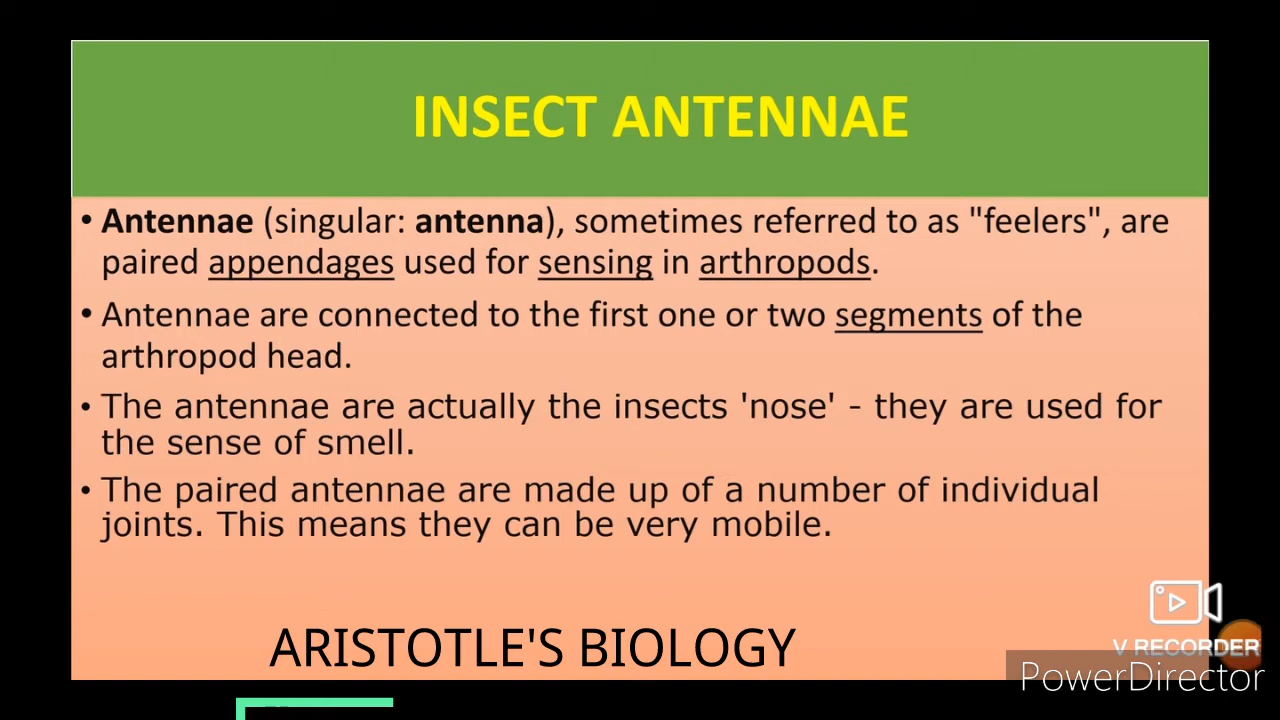 INSECT ANTENNAE
• Antennae (singular: antenna), sometimes referred to as "feelers", are
paired appendages used for sensing in arthropods.
• Antennae are connected to the first one or two segments of the
arthropod head.
• The antennae are actually the insects 'nose' - they are used for
the sense of smell.
• The paired antennae are made up of a number of individual
joints. This means they can be very mobile.
ARISTOTLE'S BIOLOGY
V RECORDER
PowerDirector